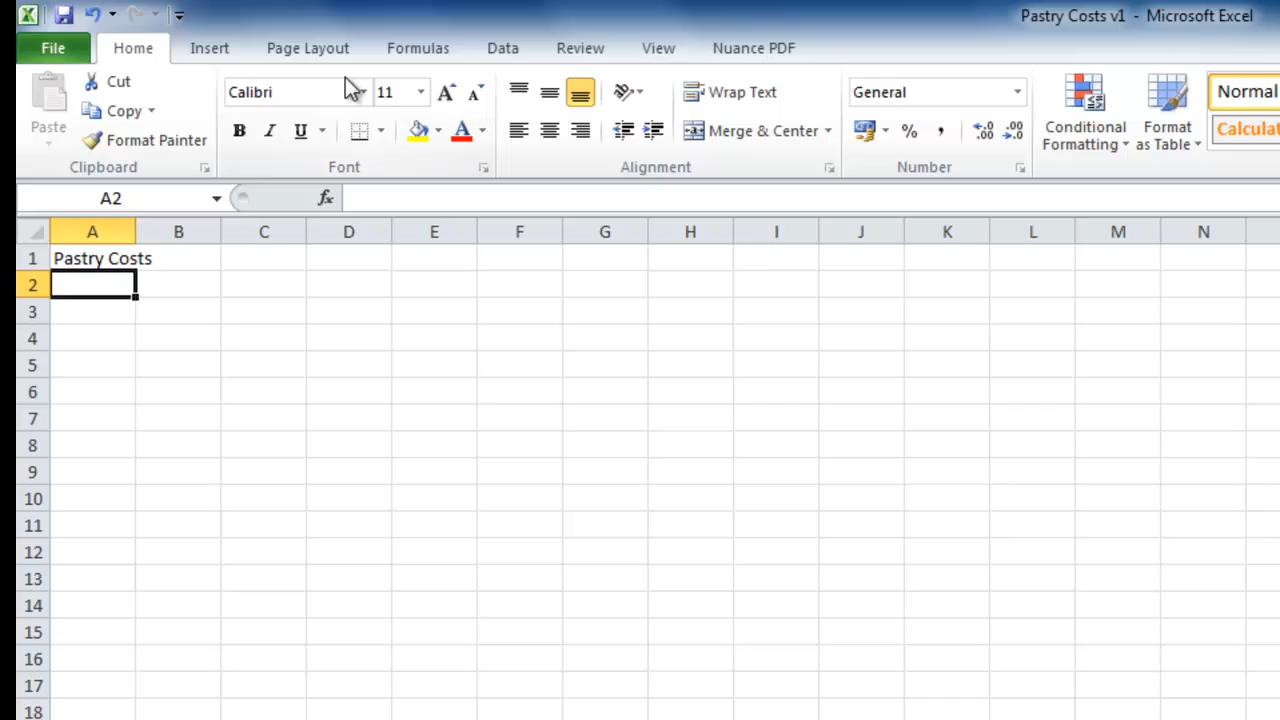 Pastry Costs v1 - Microsoft Excel
File Home Insert Page Layout Formulas Data Review View Nuance PDF
Paste
Cut
Copy
Format Painter
Clipboard
Calibri 11
B I U A
Font
Wrap Text
Merge & Center
Alignment
General
% , .00 .0
Number
Conditional Formatting
Format as Table
Normal
A2 fx
A B C D E F G H I J K L M N
1 Pastry Costs
2
3
4
5
6
7
8
9
10
11
12
13
14
15
16
17
18